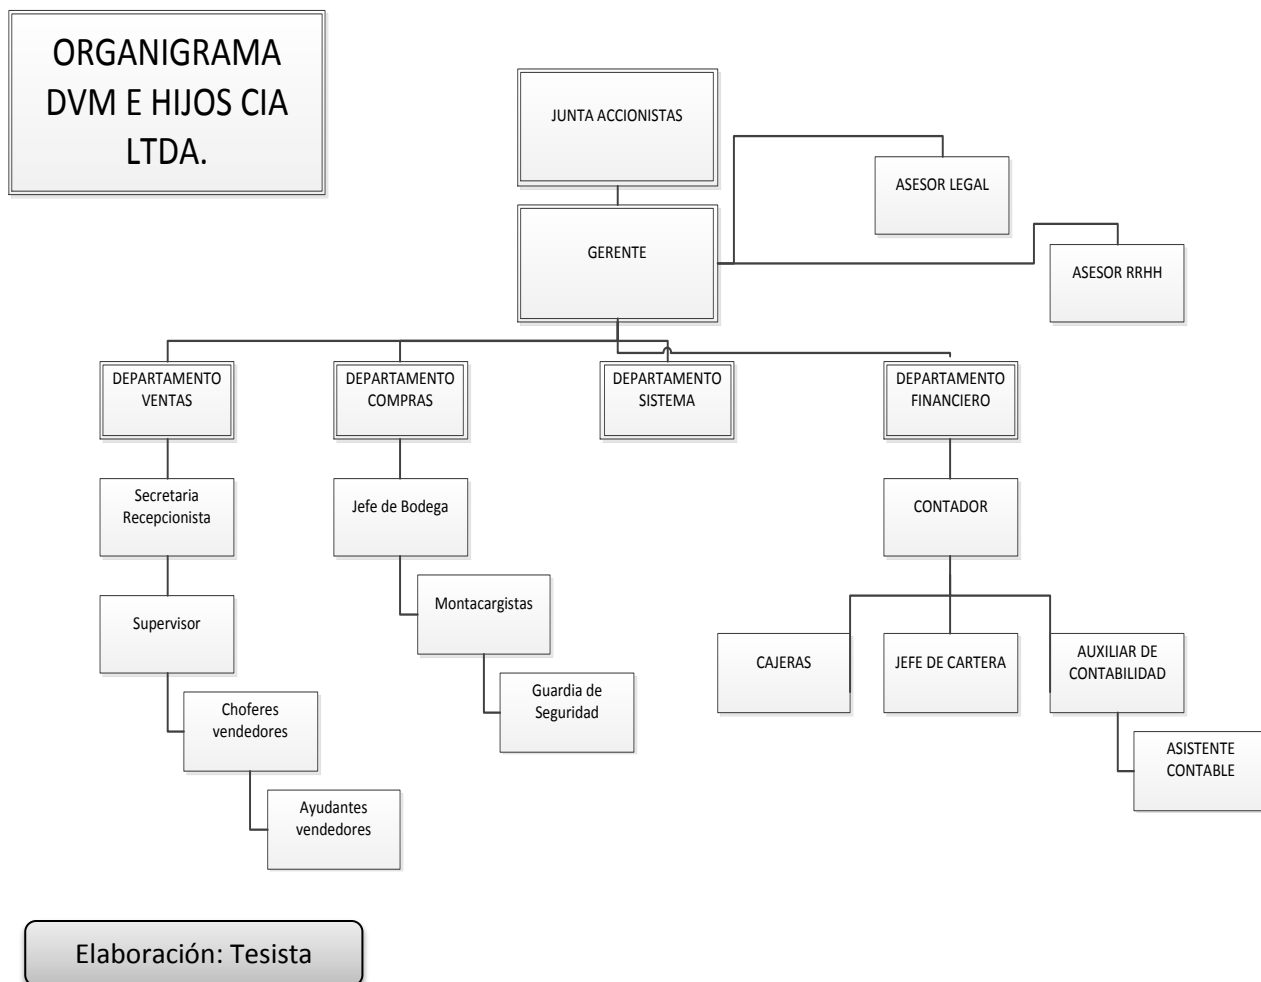 ORGANIGRAMA
DVM E HIJOS CIA
LTDA.
JUNTA ACCIONISTAS
ASESOR LEGAL
GERENTE
ASESOR RRHH
DEPARTAMENTO
VENTAS
DEPARTAMENTO
COMPRAS
DEPARTAMENTO
SISTEMA
DEPARTAMENTO
FINANCIERO
Secretaria
Recepcionista
Jefe de Bodega
CONTADOR
Supervisor
Montacargistas
CAJERAS
JEFE DE CARTERA
AUXILIAR DE
CONTABILIDAD
Choferes
vendedores
Guardia de
Seguridad
ASISTENTE
CONTABLE
Ayudantes
vendedores
Elaboración: Tesista